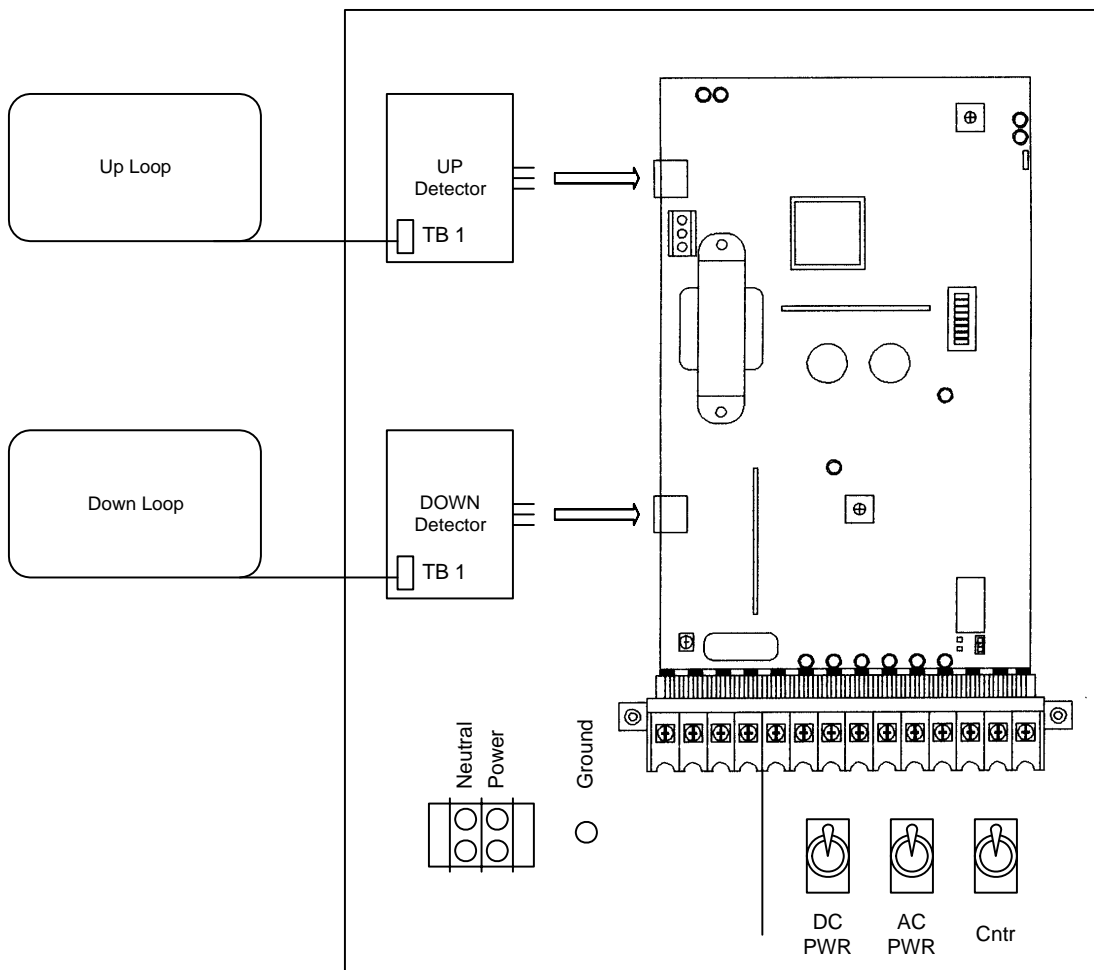 Up Loop
UP
Detector
TB 1
Down Loop
DOWN
Detector
TB 1
Neutral
Power
Ground
DC
PWR
AC
PWR
Cntr